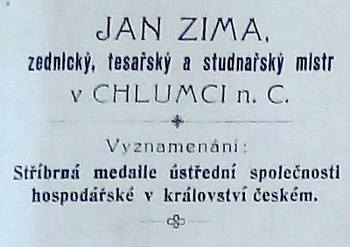 JAN ZIMA,
zednický, tesařský a studnařský mistr
v CHLUMCI n. C.
Vyznamenání:
Stříbrná medaile ústřední společnosti
hospodářské v království českém.